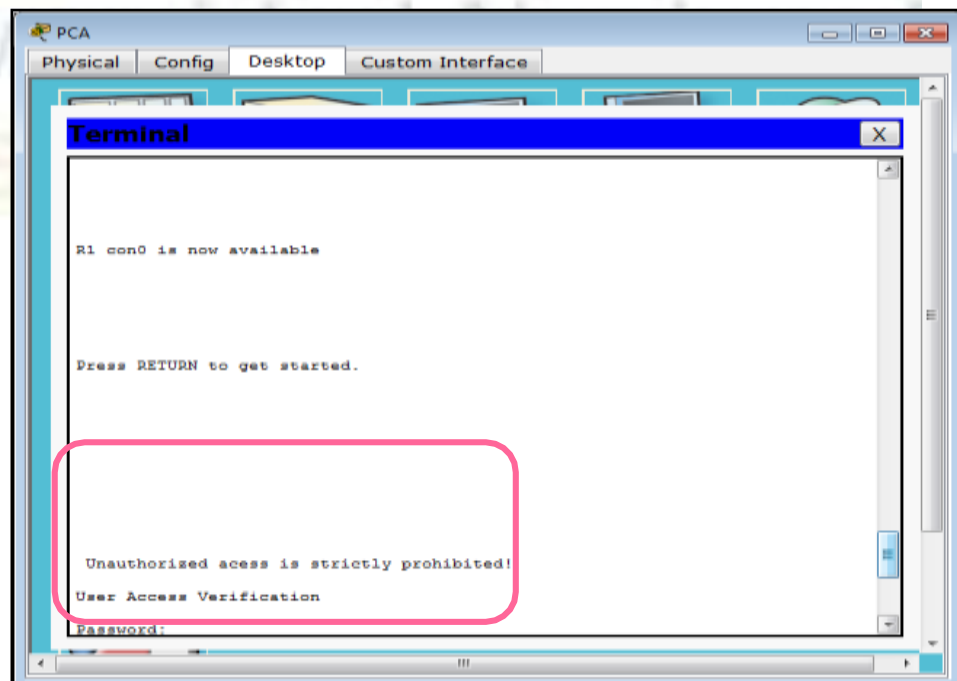 PCA
Physical Config Desktop Custom Interface
Terminal
X
R1 con0 is now available
Press RETURN to get started.
Unauthorized acess is strictly prohibited!
User Access Verification
Password: